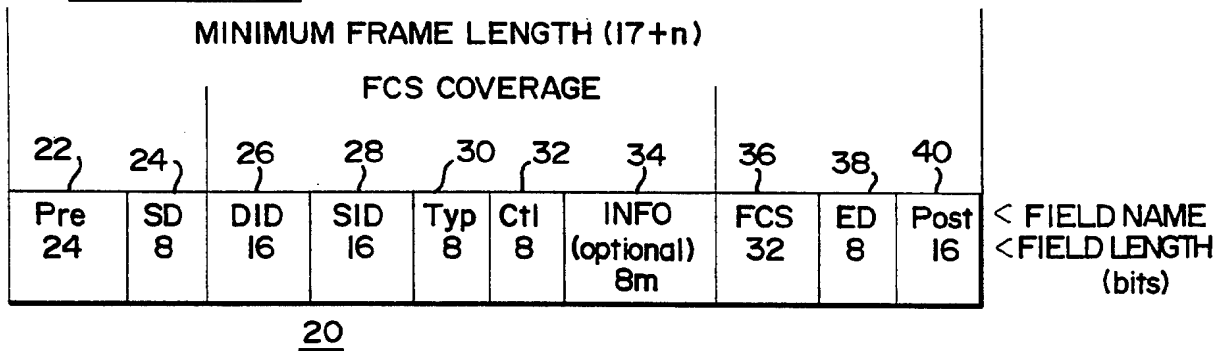 MINIMUM FRAME LENGTH (17+n)
FCS COVERAGE
22 24 26 28 30 32 34 36 38 40
Pre SD DID SID Typ Ctl INFO FCS ED Post < FIELD NAME
24 8 16 16 8 8 (optional) 32 8 16 < FIELD LENGTH
8m (bits)
20